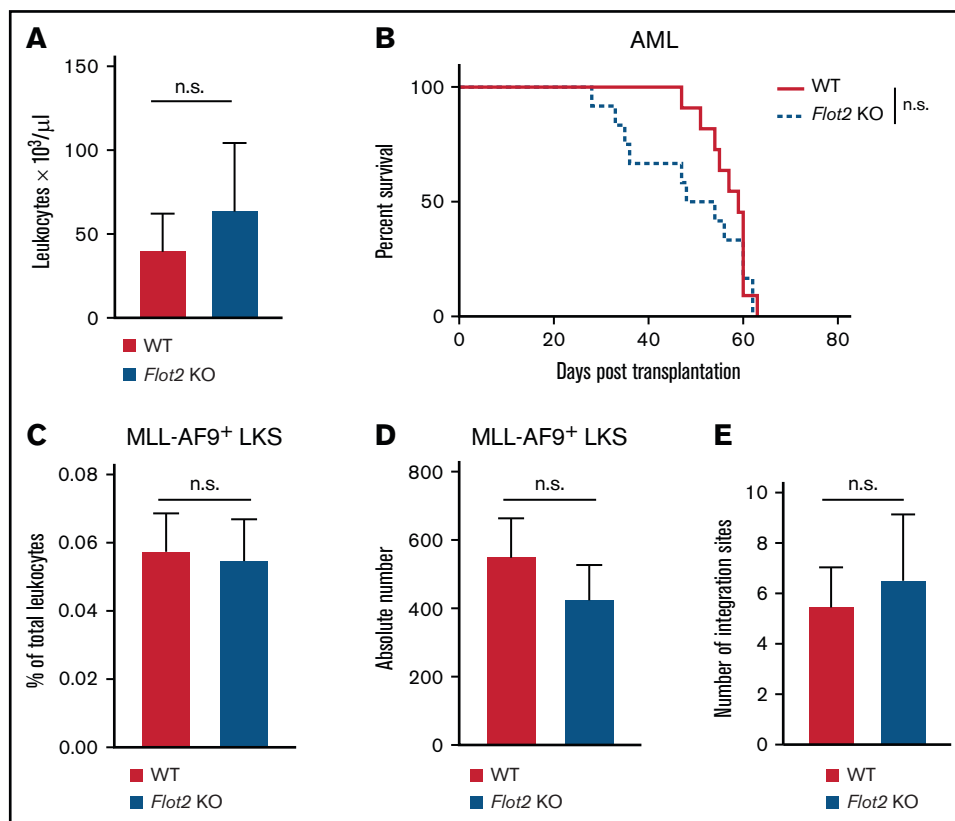 A
Leukocytes × 10³/µl
150
100
50
0
n.s.
WT
Flot2 KO
B
AML
Percent survival
100
50
0
0 20 40 60 80
Days post transplantation
WT
Flot2 KO
n.s.
C
MLL-AF9⁺ LKS
% of total leukocytes
0.08
0.06
0.04
0.02
0.00
n.s.
WT
Flot2 KO
D
MLL-AF9⁺ LKS
Absolute number
800
600
400
200
0
n.s.
WT
Flot2 KO
E
Number of integration sites
10
8
6
4
2
0
n.s.
WT
Flot2 KO